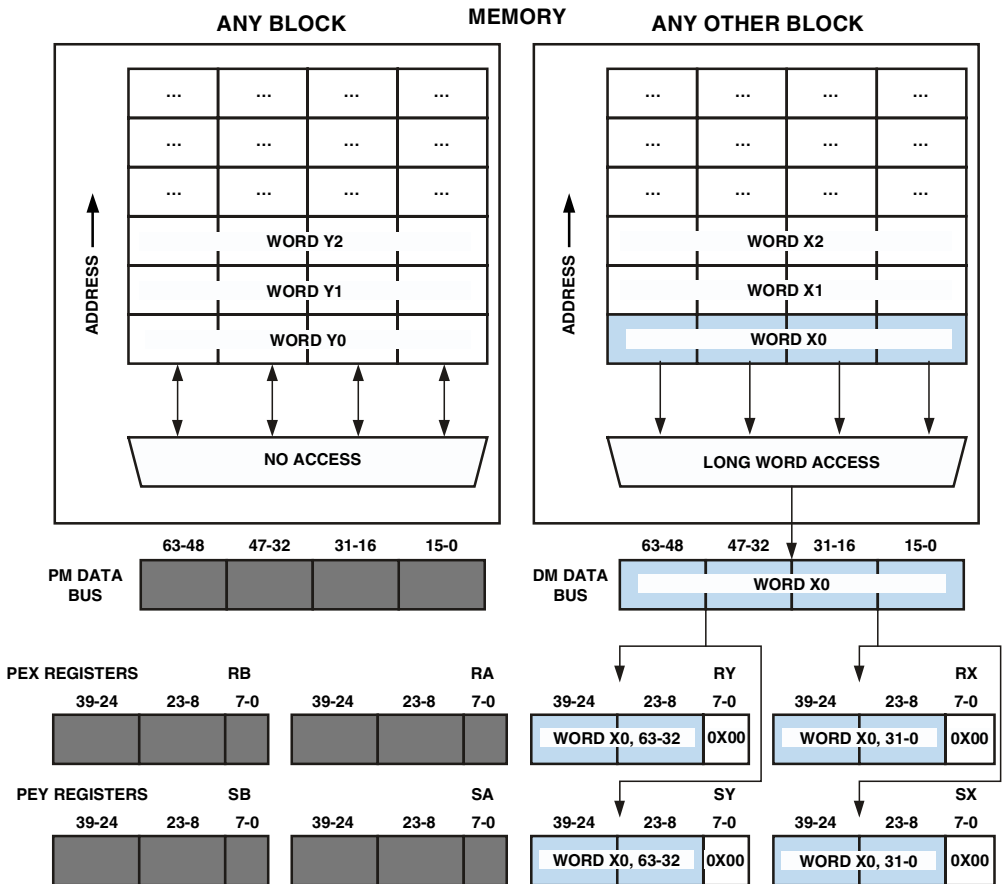 MEMORY
ANY BLOCK ANY OTHER BLOCK
... ... ... ... ... ... ... ...
... ... ... ... ... ... ... ...
... ... ... ... ... ... ... ...
WORD Y2 WORD X2
ADDRESS ADDRESS
WORD Y1 WORD X1
WORD Y0 WORD X0
NO ACCESS LONG WORD ACCESS
63-48 47-32 31-16 15-0 63-48 47-32 31-16 15-0
PM DATA BUS DM DATA BUS WORD X0
PEX REGISTERS RB RA RY RX
39-24 23-8 7-0 39-24 23-8 7-0 39-24 23-8 7-0 39-24 23-8 7-0
WORD X0, 63-32 0X00 WORD X0, 31-0 0X00
PEY REGISTERS SB SA SY SX
39-24 23-8 7-0 39-24 23-8 7-0 39-24 23-8 7-0 39-24 23-8 7-0
WORD X0, 63-32 0X00 WORD X0, 31-0 0X00